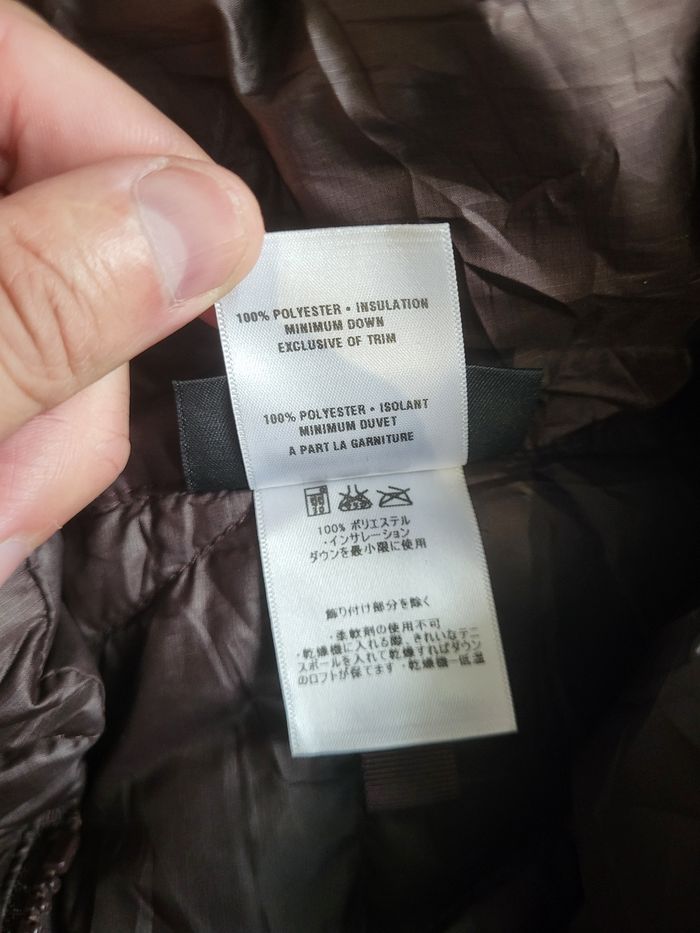 100% POLYESTER • INSULATION
MINIMUM DOWN
EXCLUSIVE OF TRIM
100% POLYESTER • ISOLANT
MINIMUM DUVET
A PART LA GARNITURE
100% ポリエステル
・インサレーション
ダウンを最小限に使用
飾り付け部分を除く
・柔軟剤の使用不可
・乾燥機に入れる際、きれいなテニ
スボールを入れて乾燥すればダウン
のロフトが保てます・乾燥機ー低温